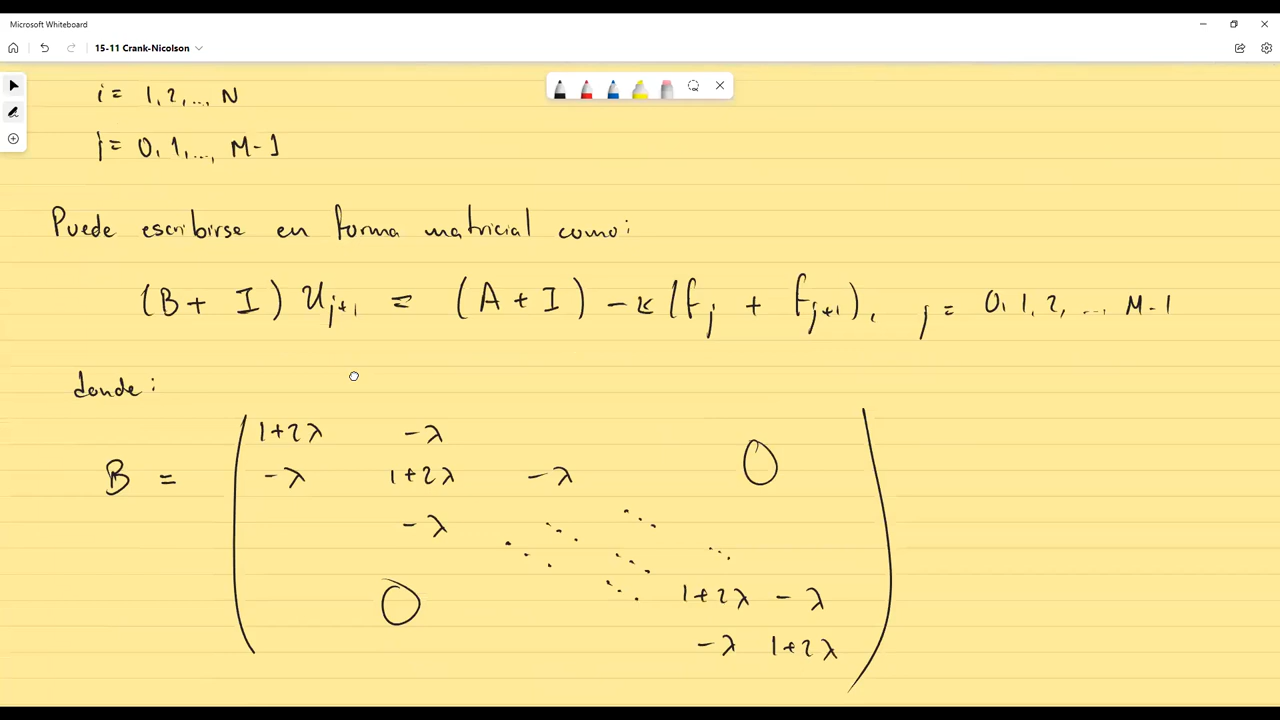 Microsoft Whiteboard
15-11 Crank-Nicolson
i = 1, 2, ..., N
j = 0, 1, ..., M-1
Puede escribirse en forma matricial como:
(B + I) u_{j+1} = (A + I) - k (f_j + f_{j+1}), j = 0, 1, 2, ..., M-1
donde:
1+2λ -λ
B = -λ 1+2λ -λ 0
-λ
0 1+2λ -λ
-λ 1+2λ